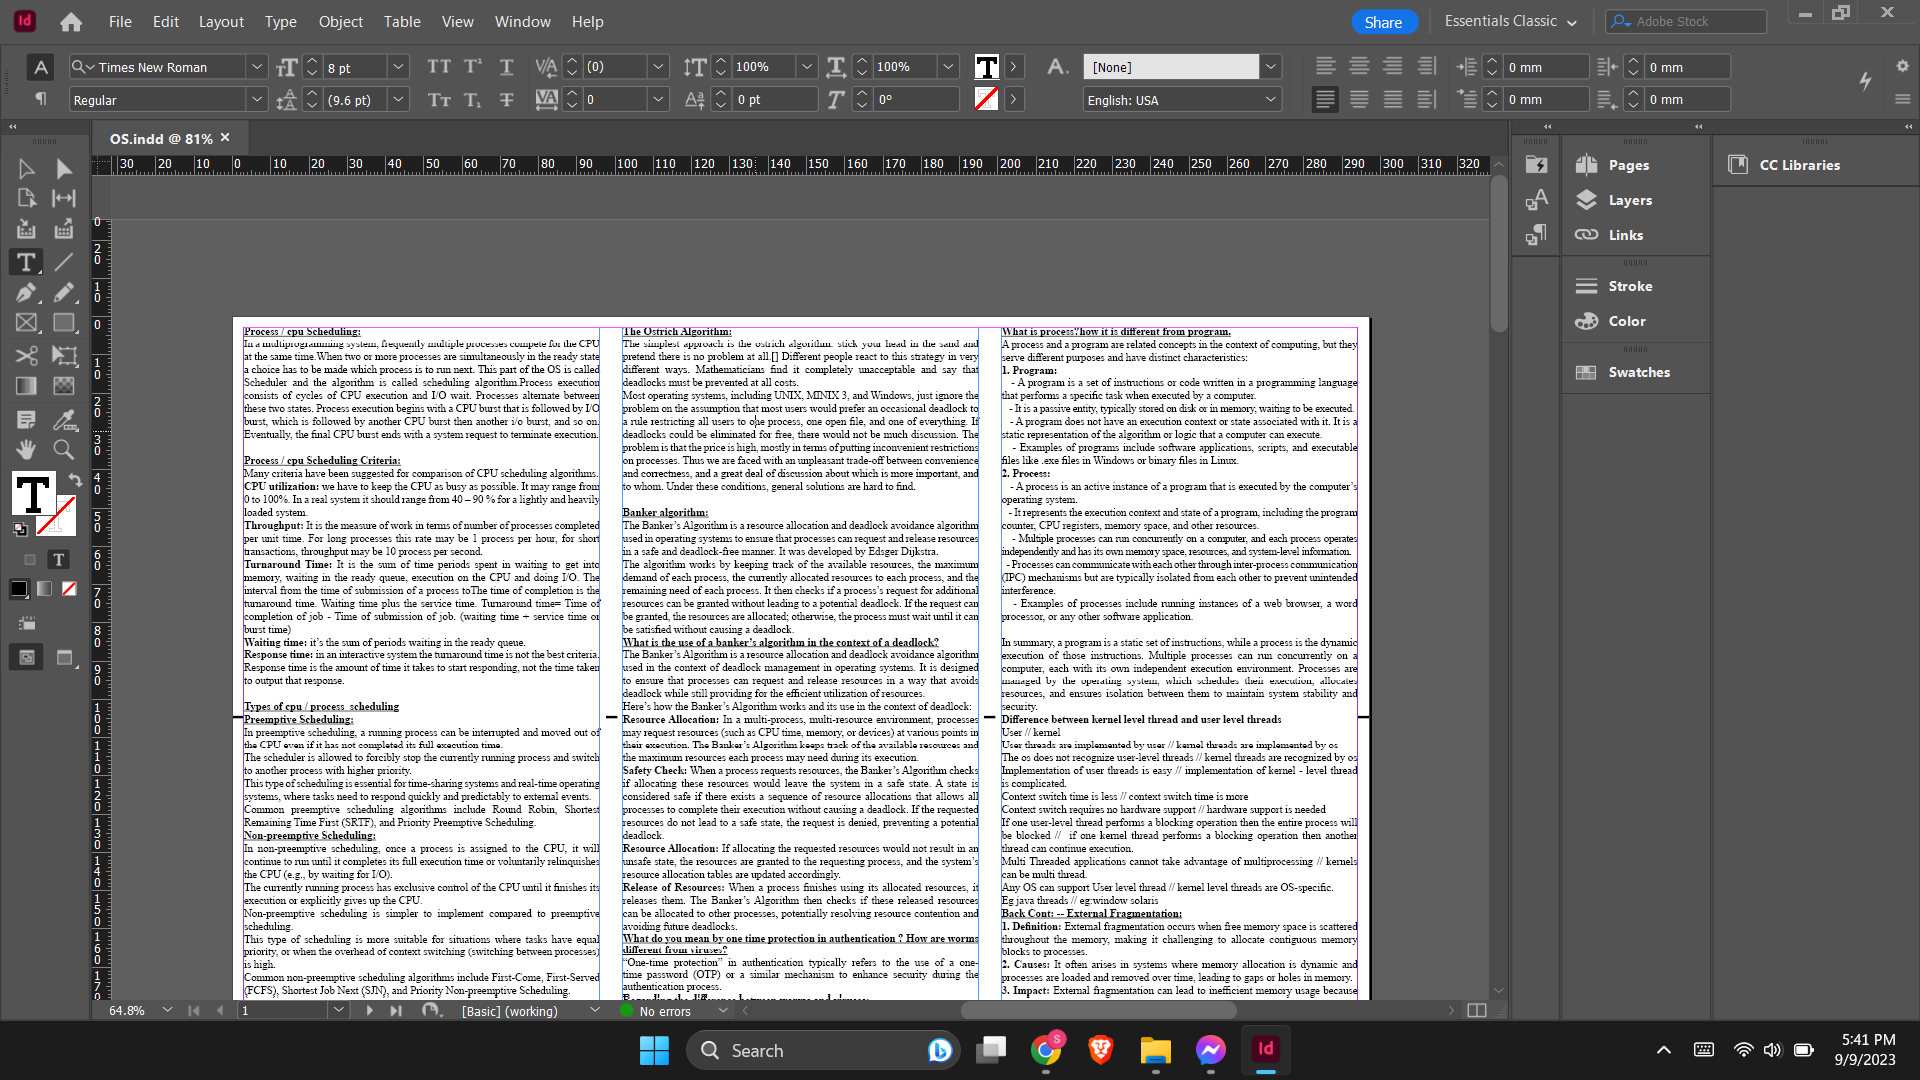 File Edit Layout Type Object Table View Window Help
Share Essentials Classic Adobe Stock
Times New Roman 8 pt (0) 100% 100% [None] 0 mm 0 mm
Regular (9.6 pt) 0 0 pt 0° English: USA 0 mm 0 mm
OS.indd @ 81%
30 20 10 0 10 20 30 40 50 60 70 80 90 100 110 120 130 140 150 160 170 180 190 200 210 220 230 240 250 260 270 280 290 300 310 320
Process / cpu Scheduling:
In a multiprogramming system, frequently multiple processes compete for the CPU
at the same time.When two or more processes are simultaneously in the ready state
a choice has to be made which process is to run next. This part of the OS is called
Scheduler and the algorithm is called scheduling algorithm.Process execution
consists of cycles of CPU execution and I/O wait. Processes alternate between
these two states. Process execution begins with a CPU burst that is followed by I/O
burst, which is followed by another CPU burst then another i/o burst, and so on.
Eventually, the final CPU burst ends with a system request to terminate execution.
Process / cpu Scheduling Criteria:
Many criteria have been suggested for comparison of CPU scheduling algorithms.
CPU utilization: we have to keep the CPU as busy as possible. It may range from
0 to 100%. In a real system it should range from 40 – 90 % for a lightly and heavily
loaded system.
Throughput: It is the measure of work in terms of number of processes completed
per unit time. For long processes this rate may be 1 process per hour, for short
transactions, throughput may be 10 process per second.
Turnaround Time: It is the sum of time periods spent in waiting to get into
memory, waiting in the ready queue, execution on the CPU and doing I/O. The
interval from the time of submission of a process toThe time of completion is the
turnaround time. Waiting time plus the service time. Turnaround time= Time of
completion of job - Time of submission of job. (waiting time + service time or
burst time)
Waiting time: it's the sum of periods waiting in the ready queue.
Response time: in an interactive system the turnaround time is not the best criteria.
Response time is the amount of time it takes to start responding, not the time taken
to output that response.
Types of cpu / process scheduling
Preemptive Scheduling:
In preemptive scheduling, a running process can be interrupted and moved out of
the CPU even if it has not completed its full execution time.
The scheduler is allowed to forcibly stop the currently running process and switch
to another process with higher priority.
This type of scheduling is essential for time-sharing systems and real-time operating
systems, where tasks need to respond quickly and predictably to external events.
Common preemptive scheduling algorithms include Round Robin, Shortest
Remaining Time First (SRTF), and Priority Preemptive Scheduling.
Non-preemptive Scheduling:
In non-preemptive scheduling, once a process is assigned to the CPU, it will
continue to run until it completes its full execution time or voluntarily relinquishes
the CPU (e.g., by waiting for I/O).
The currently running process has exclusive control of the CPU until it finishes its
execution or explicitly gives up the CPU.
Non-preemptive scheduling is simpler to implement compared to preemptive
scheduling.
This type of scheduling is more suitable for situations where tasks have equal
priority, or when the overhead of context switching (switching between processes)
is high.
Common non-preemptive scheduling algorithms include First-Come, First-Served
(FCFS), Shortest Job Next (SJN), and Priority Non-preemptive Scheduling.
The Ostrich Algorithm:
The simplest approach is the ostrich algorithm: stick your head in the sand and
pretend there is no problem at all.[] Different people react to this strategy in very
different ways. Mathematicians find it completely unacceptable and say that
deadlocks must be prevented at all costs.
Most operating systems, including UNIX, MINIX 3, and Windows, just ignore the
problem on the assumption that most users would prefer an occasional deadlock to
a rule restricting all users to one process, one open file, and one of everything. If
deadlocks could be eliminated for free, there would not be much discussion. The
problem is that the price is high, mostly in terms of putting inconvenient restrictions
on processes. Thus we are faced with an unpleasant trade-off between convenience
and correctness, and a great deal of discussion about which is more important, and
to whom. Under these conditions, general solutions are hard to find.
Banker algorithm:
The Banker's Algorithm is a resource allocation and deadlock avoidance algorithm
used in operating systems to ensure that processes can request and release resources
in a safe and deadlock-free manner. It was developed by Edsger Dijkstra.
The algorithm works by keeping track of the available resources, the maximum
demand of each process, the currently allocated resources to each process, and the
remaining need of each process. It then checks if a process's request for additional
resources can be granted without leading to a potential deadlock. If the request can
be granted, the resources are allocated; otherwise, the process must wait until it can
be satisfied without causing a deadlock.
What is the use of a banker's algorithm in the context of a deadlock?
The Banker's Algorithm is a resource allocation and deadlock avoidance algorithm
used in the context of deadlock management in operating systems. It is designed
to ensure that processes can request and release resources in a way that avoids
deadlock while still providing for the efficient utilization of resources.
Here's how the Banker's Algorithm works and its use in the context of deadlock:
Resource Allocation: In a multi-process, multi-resource environment, processes
may request resources (such as CPU time, memory, or devices) at various points in
their execution. The Banker's Algorithm keeps track of the available resources and
the maximum resources each process may need during its execution.
Safety Check: When a process requests resources, the Banker's Algorithm checks
if allocating these resources would leave the system in a safe state. A state is
considered safe if there exists a sequence of resource allocations that allows all
processes to complete their execution without causing a deadlock. If the requested
resources do not lead to a safe state, the request is denied, preventing a potential
deadlock.
Resource Allocation: If allocating the requested resources would not result in an
unsafe state, the resources are granted to the requesting process, and the system's
resource allocation tables are updated accordingly.
Release of Resources: When a process finishes using its allocated resources, it
releases them. The Banker's Algorithm then checks if these released resources
can be allocated to other processes, potentially resolving resource contention and
avoiding future deadlocks.
What do you mean by one time protection in authentication ? How are worms
different from viruses?
"One-time protection" in authentication typically refers to the use of a one-
time password (OTP) or a similar mechanism to enhance security during the
authentication process.
Regarding the difference between worms and viruses:
What is process?how it is different from program.
A process and a program are related concepts in the context of computing, but they
serve different purposes and have distinct characteristics:
1. Program:
- A program is a set of instructions or code written in a programming language
that performs a specific task when executed by a computer.
- It is a passive entity, typically stored on disk or in memory, waiting to be executed.
- A program does not have an execution context or state associated with it. It is a
static representation of the algorithm or logic that a computer can execute.
- Examples of programs include software applications, scripts, and executable
files like .exe files in Windows or binary files in Linux.
2. Process:
- A process is an active instance of a program that is executed by the computer's
operating system.
- It represents the execution context and state of a program, including the program
counter, CPU registers, memory space, and other resources.
- Multiple processes can run concurrently on a computer, and each process operates
independently and has its own memory space, resources, and system-level information.
- Processes can communicate with each other through inter-process communication
(IPC) mechanisms but are typically isolated from each other to prevent unintended
interference.
- Examples of processes include running instances of a web browser, a word
processor, or any other software application.
In summary, a program is a static set of instructions, while a process is the dynamic
execution of those instructions. Multiple processes can run concurrently on a
computer, each with its own independent execution environment. Processes are
managed by the operating system, which schedules their execution, allocates
resources, and ensures isolation between them to maintain system stability and
security.
Difference between kernel level thread and user level threads
User // kernel
User threads are implemented by user // kernel threads are implemented by os
The os does not recognize user-level threads // kernel threads are recognized by os
Implementation of user threads is easy // implementation of kernel - level thread
is complicated.
Context switch time is less // context switch time is more
Context switch requires no hardware support // hardware support is needed
If one user-level thread performs a blocking operation then the entire process will
be blocked // if one kernel thread performs a blocking operation then another
thread can continue execution.
Multi Threaded applications cannot take advantage of multiprocessing // kernels
can be multi thread.
Any OS can support User level thread // kernel level threads are OS-specific.
Eg java threads // eg:window solaris
Back Cont: -- External Fragmentation:
1. Definition: External fragmentation occurs when free memory space is scattered
throughout the memory, making it challenging to allocate contiguous memory
blocks to processes.
2. Causes: It often arises in systems where memory allocation is dynamic and
processes are loaded and removed over time, leading to gaps or holes in memory.
3. Impact: External fragmentation can lead to inefficient memory usage because
Pages
Layers
Links
Stroke
Color
Swatches
CC Libraries
64.8% 1 [Basic] (working) No errors
Search
5:41 PM
9/9/2023